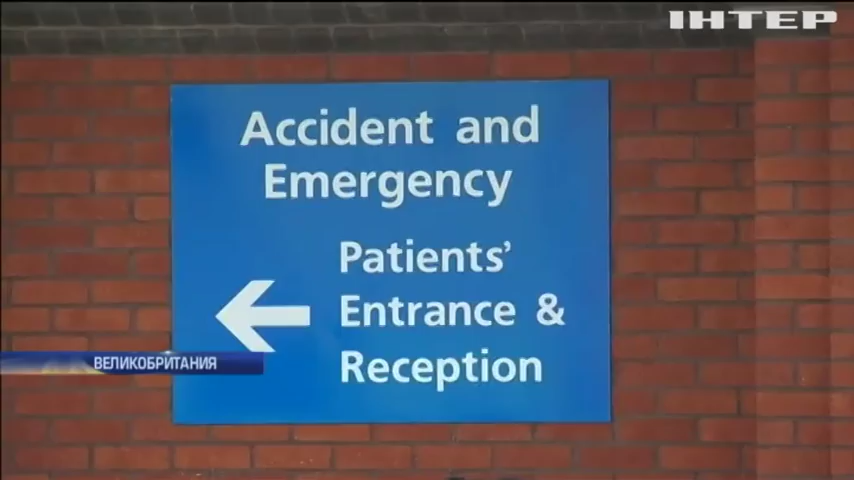 ІНТЕР
Accident and
Emergency
Patients'
Entrance &
Reception
ВЕЛИКОБРИТАНИЯ